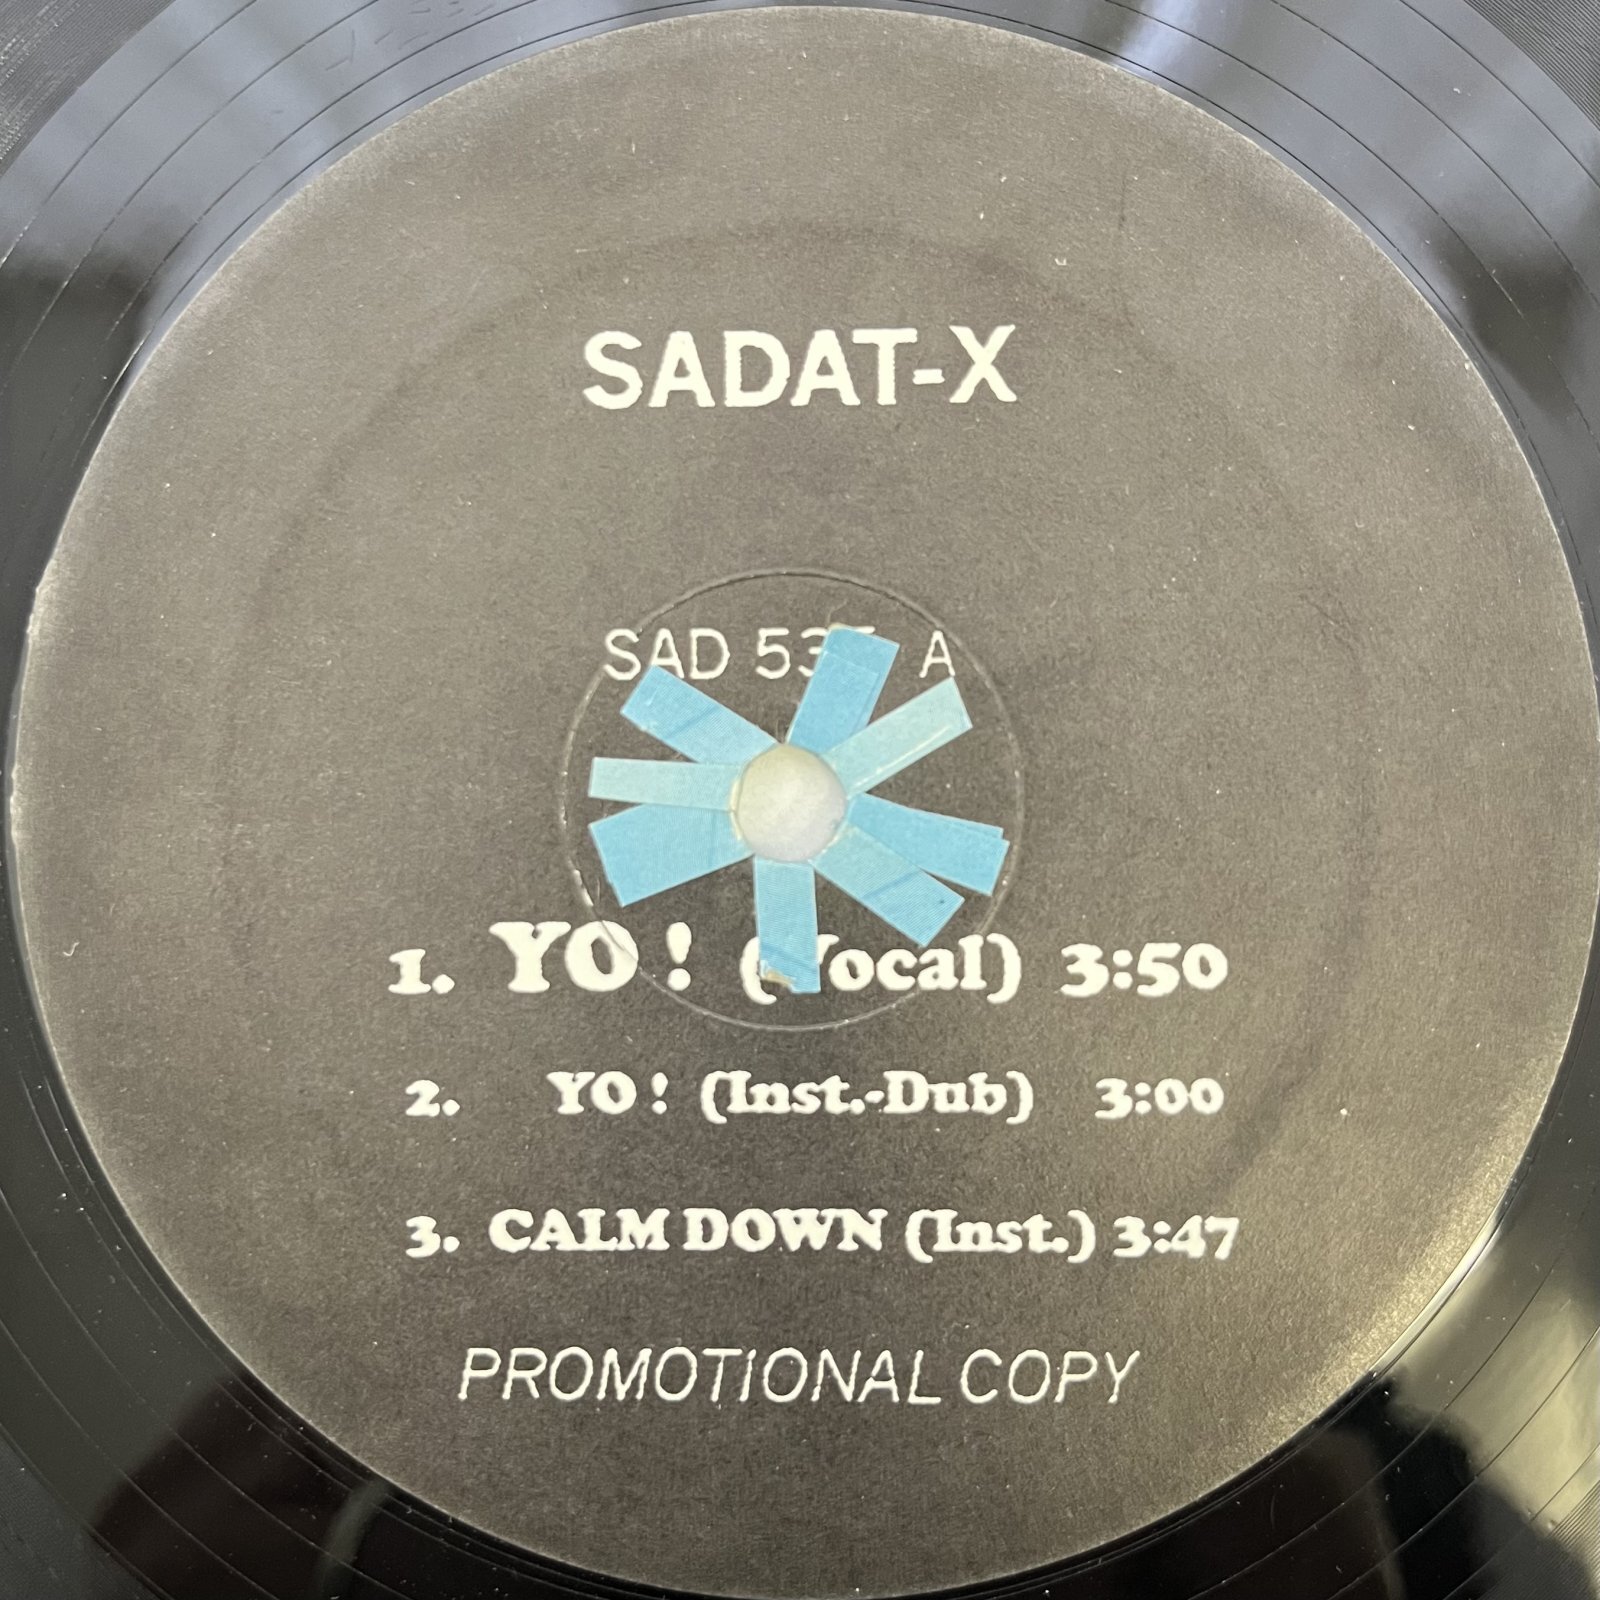 SADAT-X
SAD A
1. YO! (Vocal) 3:50
2. YO! (Inst.-Dub) 3:00
3. CALM DOWN (Inst.) 3:47
PROMOTIONAL COPY